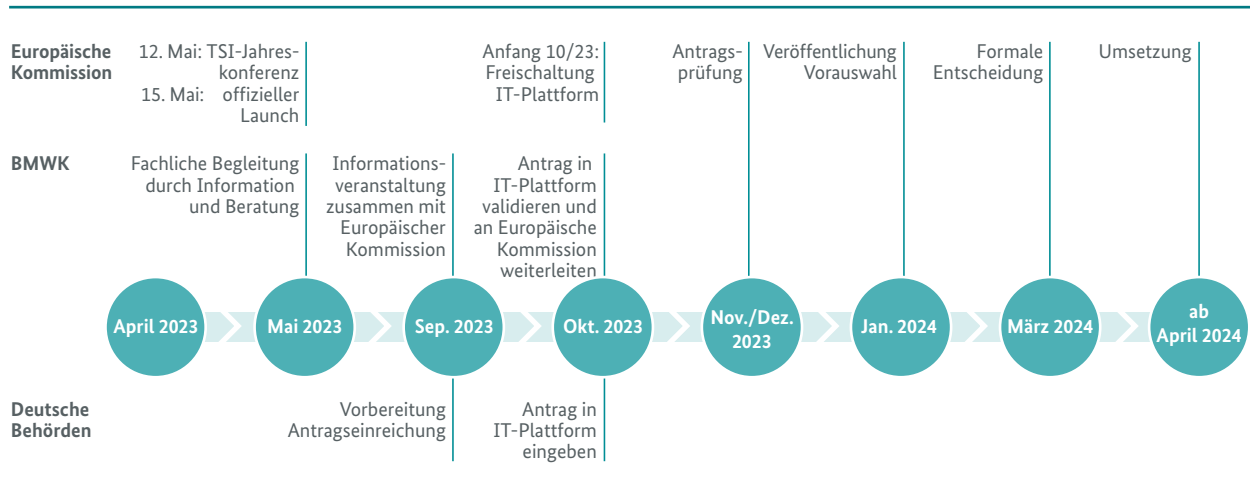 Europäische
Kommission
12. Mai: TSI-Jahres-
konferenz
15. Mai: offizieller
Launch
Anfang 10/23:
Freischaltung
IT-Plattform
Antrags-
prüfung
Veröffentlichung
Vorauswahl
Formale
Entscheidung
Umsetzung
BMWK
Fachliche Begleitung
durch Information
und Beratung
Informations-
veranstaltung
zusammen mit
Europäischer
Kommission
Antrag in
IT-Plattform
validieren und
an Europäische
Kommission
weiterleiten
April 2023
Mai 2023
Sep. 2023
Okt. 2023
Nov./Dez.
2023
Jan. 2024
März 2024
ab
April 2024
Deutsche
Behörden
Vorbereitung
Antragseinreichung
Antrag in
IT-Plattform
eingeben